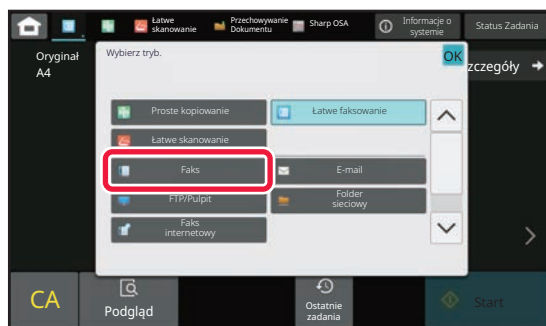 Łatwe
skanowanie
Przechowywanie
Dokumentu
Sharp OSA
Informacje o
systemie
Status Zadania
Oryginał
A4
Wybierz tryb.
OK
zczegóły
Proste kopiowanie
Łatwe faksowanie
Łatwe skanowanie
Faks
E-mail
FTP/Pulpit
Folder
sieciowy
Faks
internetowy
CA
Podgląd
Ostatnie
zadania
Start